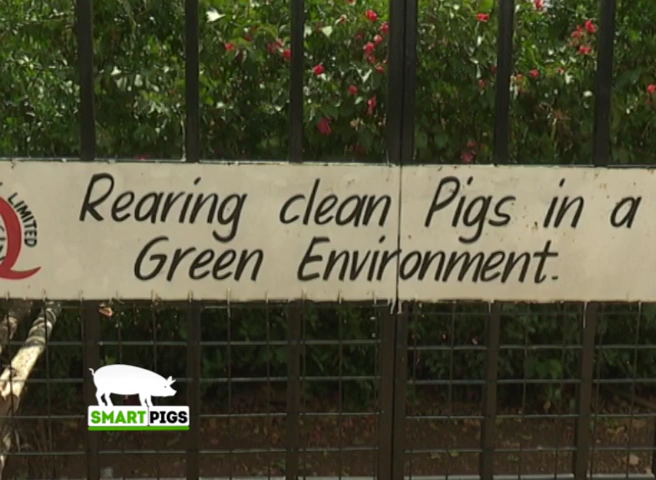 LIMITED
Rearing clean Pigs in a
Green Environment.
SMART PIGS